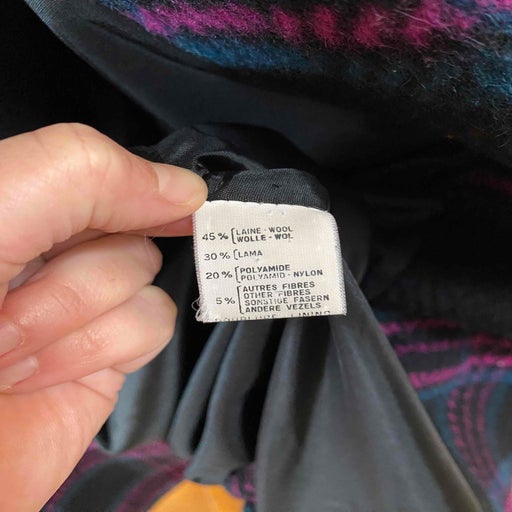 45% [LAINE - WOOL
WOLLE - WOL
30% [LAMA
20% [POLYAMIDE
POLYAMID - NYLON
5% [AUTRES FIBRES
OTHER FIBRES
SONSTIGE FASERN
ANDERE VEZELS
LINING